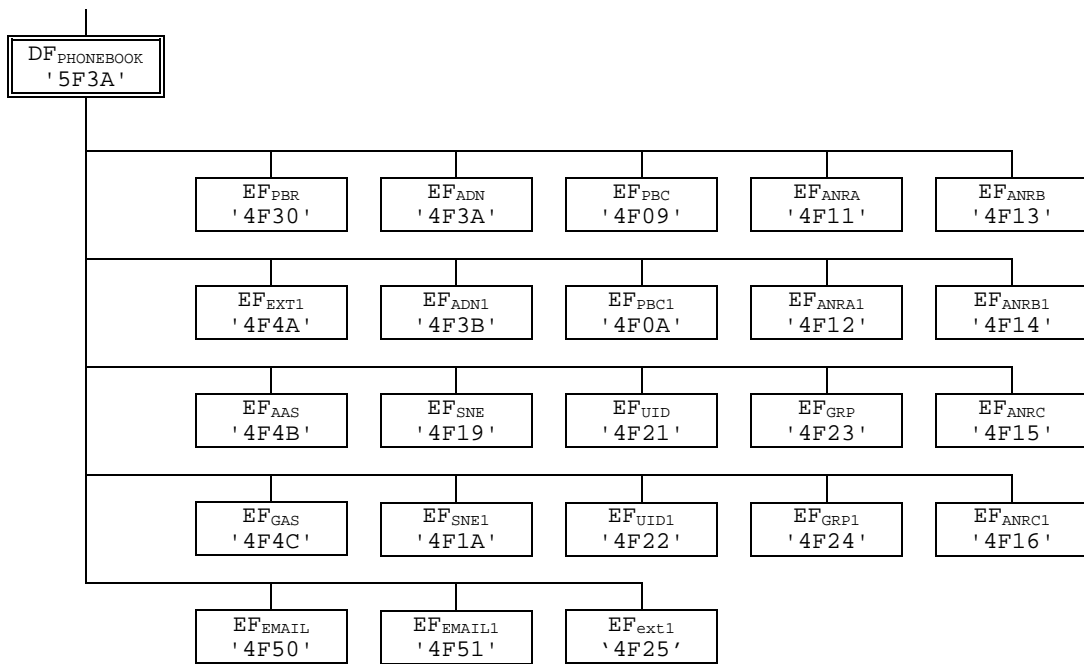 DFPHONEBOOK
'5F3A'
EFPBR
'4F30'
EFADN
'4F3A'
EFPBC
'4F09'
EFANRA
'4F11'
EFANRB
'4F13'
EFEXT1
'4F4A'
EFADN1
'4F3B'
EFPBC1
'4F0A'
EFANRA1
'4F12'
EFANRB1
'4F14'
EFAAS
'4F4B'
EFSNE
'4F19'
EFUID
'4F21'
EFGRP
'4F23'
EFANRC
'4F15'
EFGAS
'4F4C'
EFSNE1
'4F1A'
EFUID1
'4F22'
EFGRP1
'4F24'
EFANRC1
'4F16'
EFEMAIL
'4F50'
EFEMAIL1
'4F51'
EFext1
‘4F25’